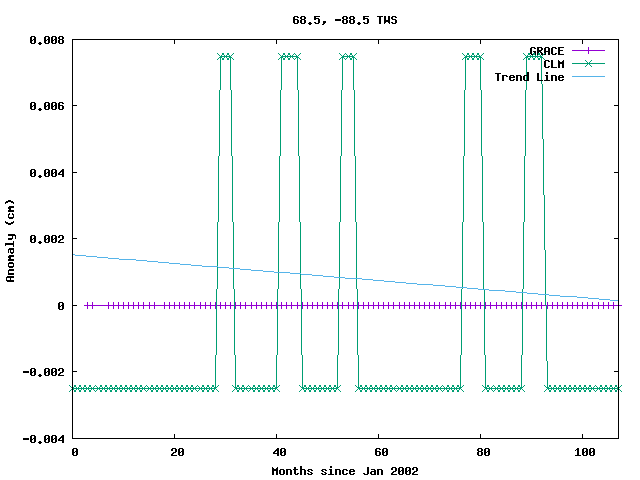 68.5, -88.5 TWS
GRACE
CLM
Trend Line
0.008
0.006
0.004
0.002
0
-0.002
-0.004
Anomaly (cm)
0 20 40 60 80 100
Months since Jan 2002